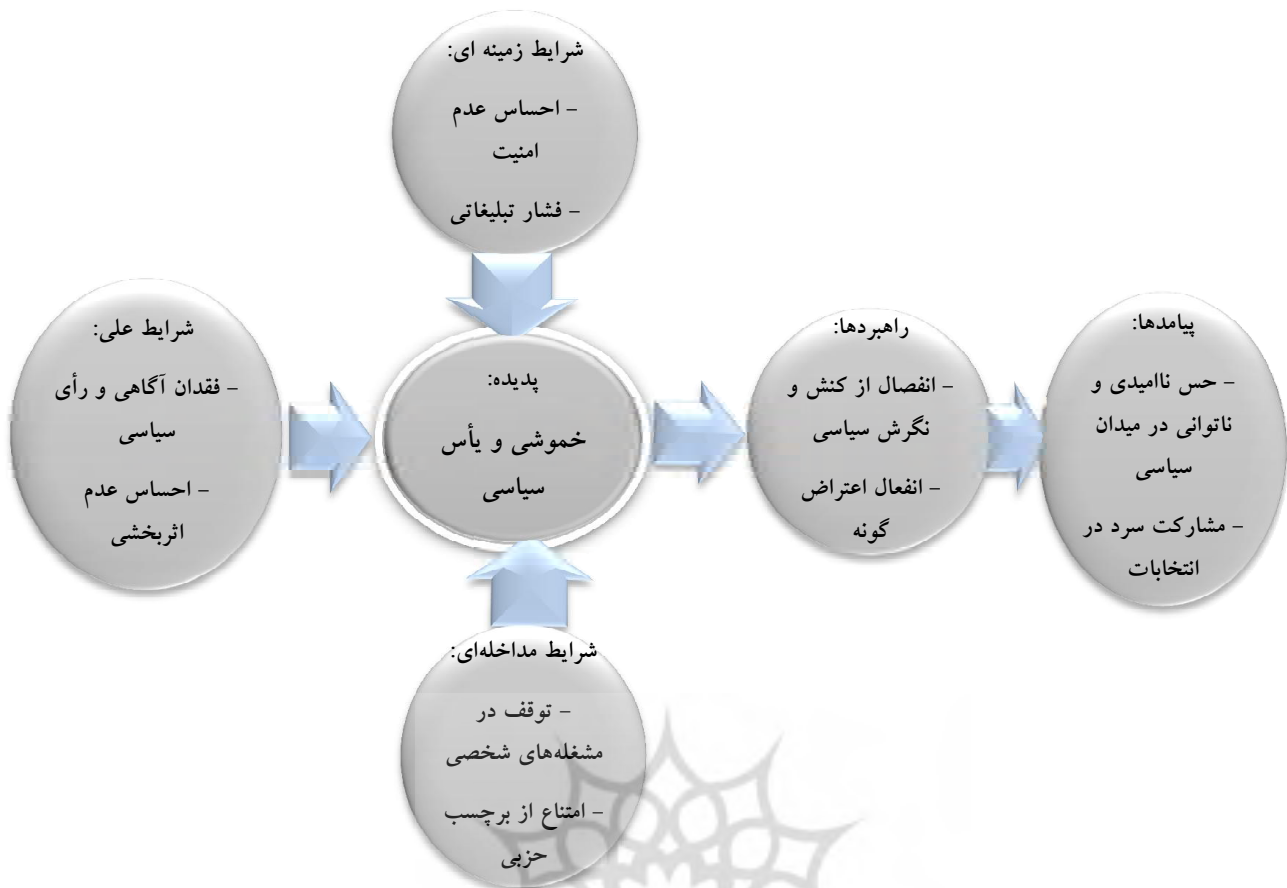 شرایط زمینه ای:
- احساس عدم
امنیت
- فشار تبلیغاتی
شرایط علی:
- فقدان آگاهی و رأی
سیاسی
- احساس عدم
اثربخشی
پدیده:
خموشی و یأس
سیاسی
راهبردها:
- انفصال از کنش و
نگرش سیاسی
- انفعال اعتراض
گونه
پیامدها:
- حس ناامیدی و
ناتوانی در میدان
سیاسی
- مشارکت سرد در
انتخابات
شرایط مداخله‌ای:
- توقف در
مشغله‌های شخصی
- امتناع از برچسب
حزبی